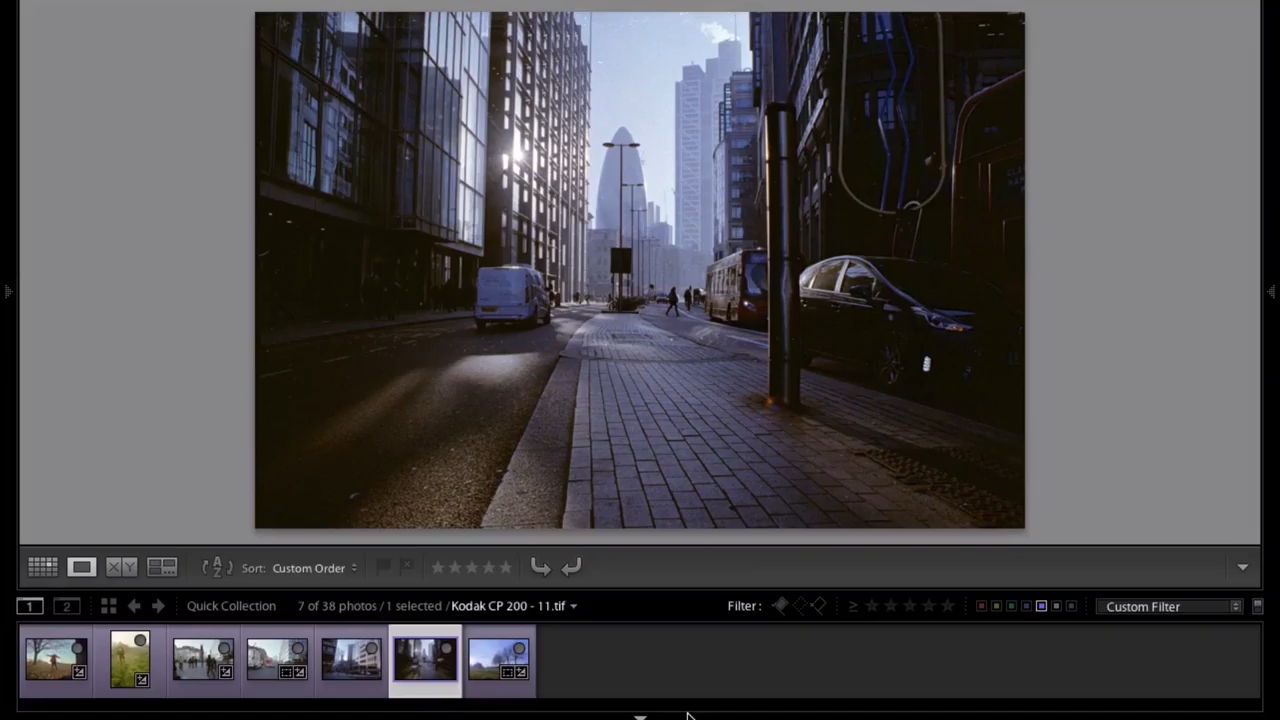 Sort: Custom Order
1 2 Quick Collection 7 of 38 photos / 1 selected / Kodak CP 200 - 11.tif Filter : ≥ Custom Filter